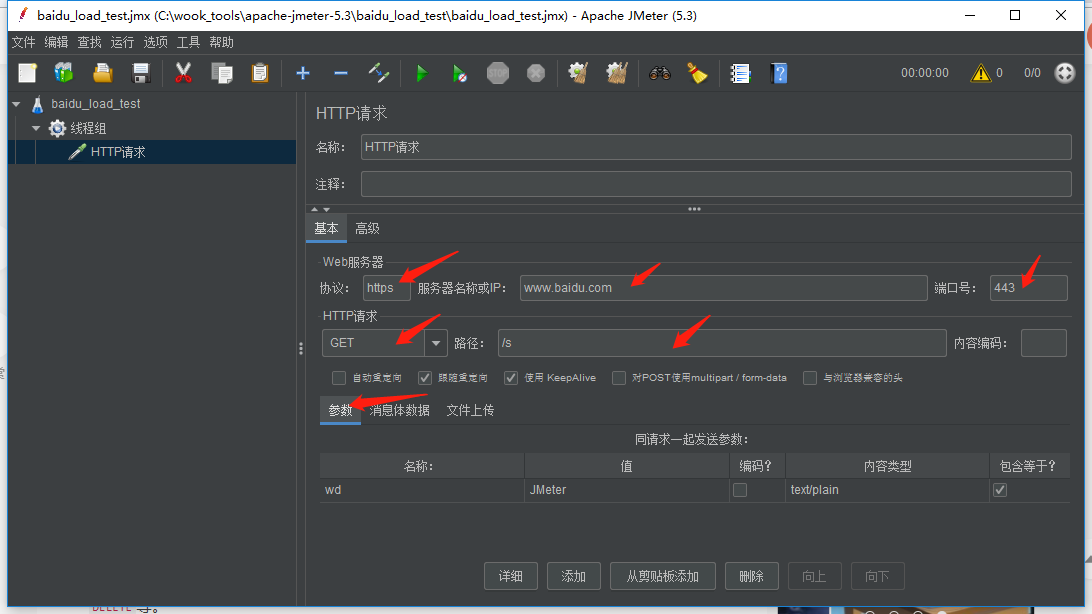 baidu_load_test.jmx (C:\wook_tools\apache-jmeter-5.3\baidu_load_test\baidu_load_test.jmx) - Apache JMeter (5.3)
文件 编辑 查找 运行 选项 工具 帮助
STOP 00:00:00 0 0/0
baidu_load_test
线程组
HTTP请求
HTTP请求
名称： HTTP请求
注释：
基本 高级
Web服务器
协议： https 服务器名称或IP： www.baidu.com 端口号： 443
HTTP请求
GET 路径： /s 内容编码：
自动重定向 跟随重定向 使用 KeepAlive 对POST使用multipart / form-data 与浏览器兼容的头
参数 消息体数据 文件上传
同请求一起发送参数：
名称： 值 编码？ 内容类型 包含等于？
wd JMeter text/plain
详细 添加 从剪贴板添加 删除 向上 向下
DELETE 等。